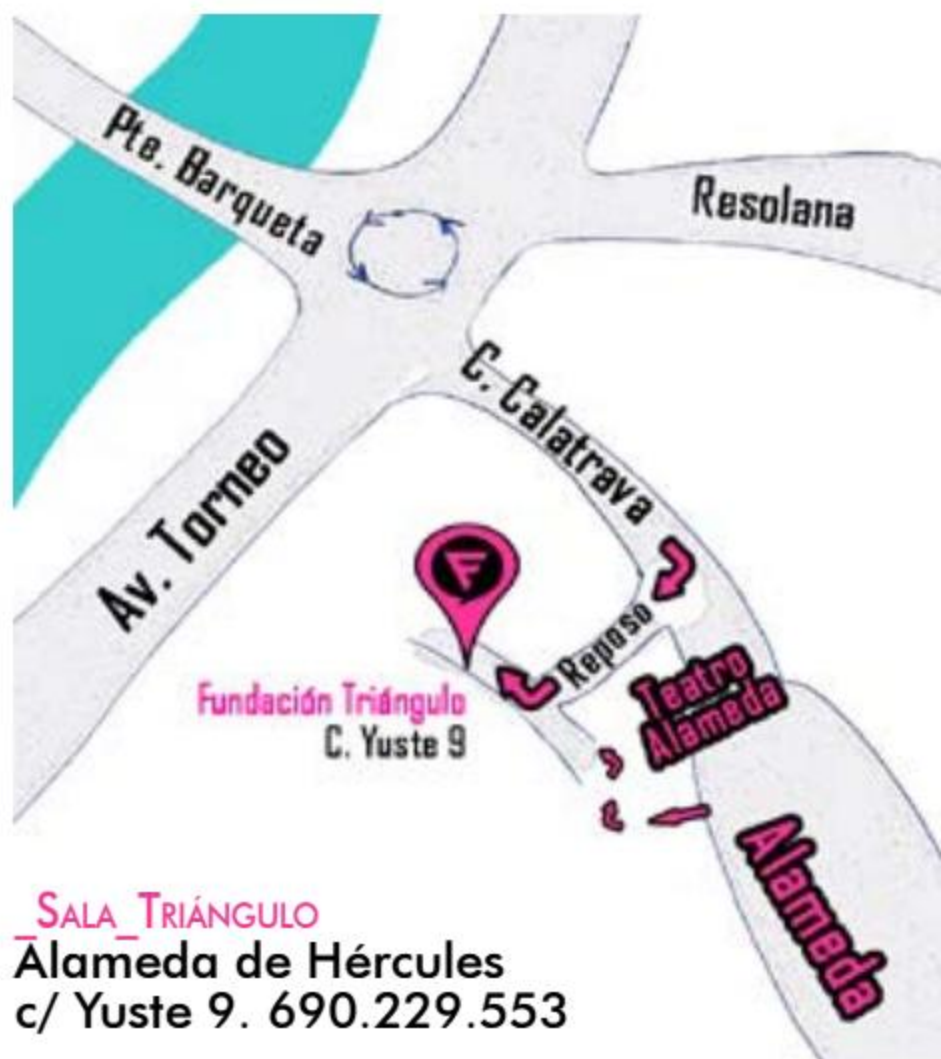 Pte. Barqueta
Resolana
C. Calatrava
Av. Torneo
F
Reposo
Teatro
Alameda
Fundación Triángulo
C. Yuste 9
Alameda
_Sala_Triángulo
Alameda de Hércules
c/ Yuste 9. 690.229.553